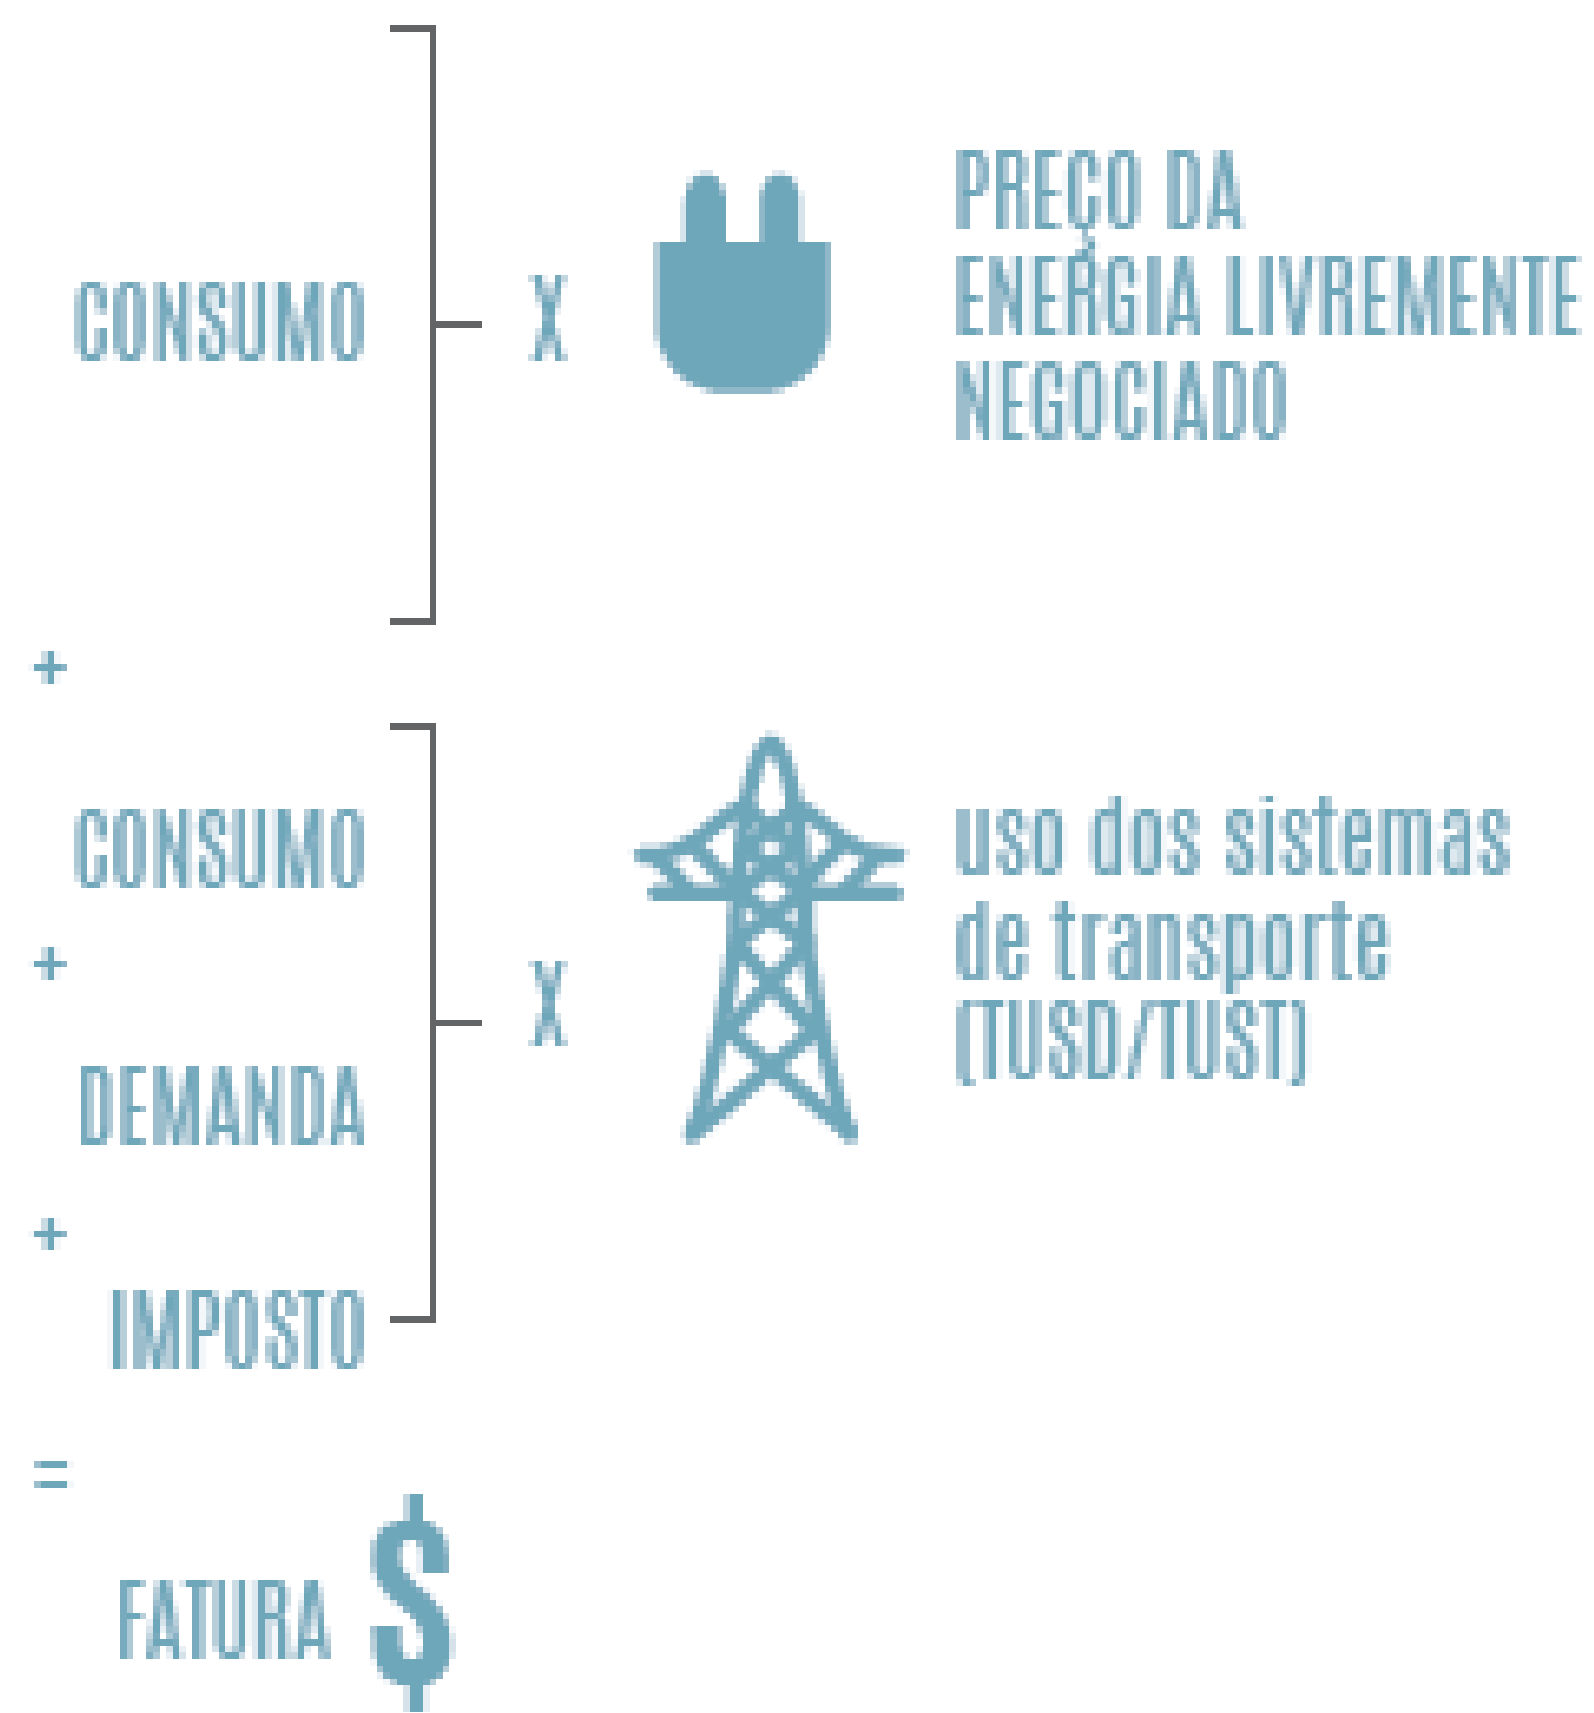 CONSUMO X PREÇO DA
ENERGIA LIVREMENTE
NEGOCIADO
+
CONSUMO
+
DEMANDA
+
IMPOSTO
X
uso dos sistemas
de transporte
(TUSD/TUST)
=
FATURA $